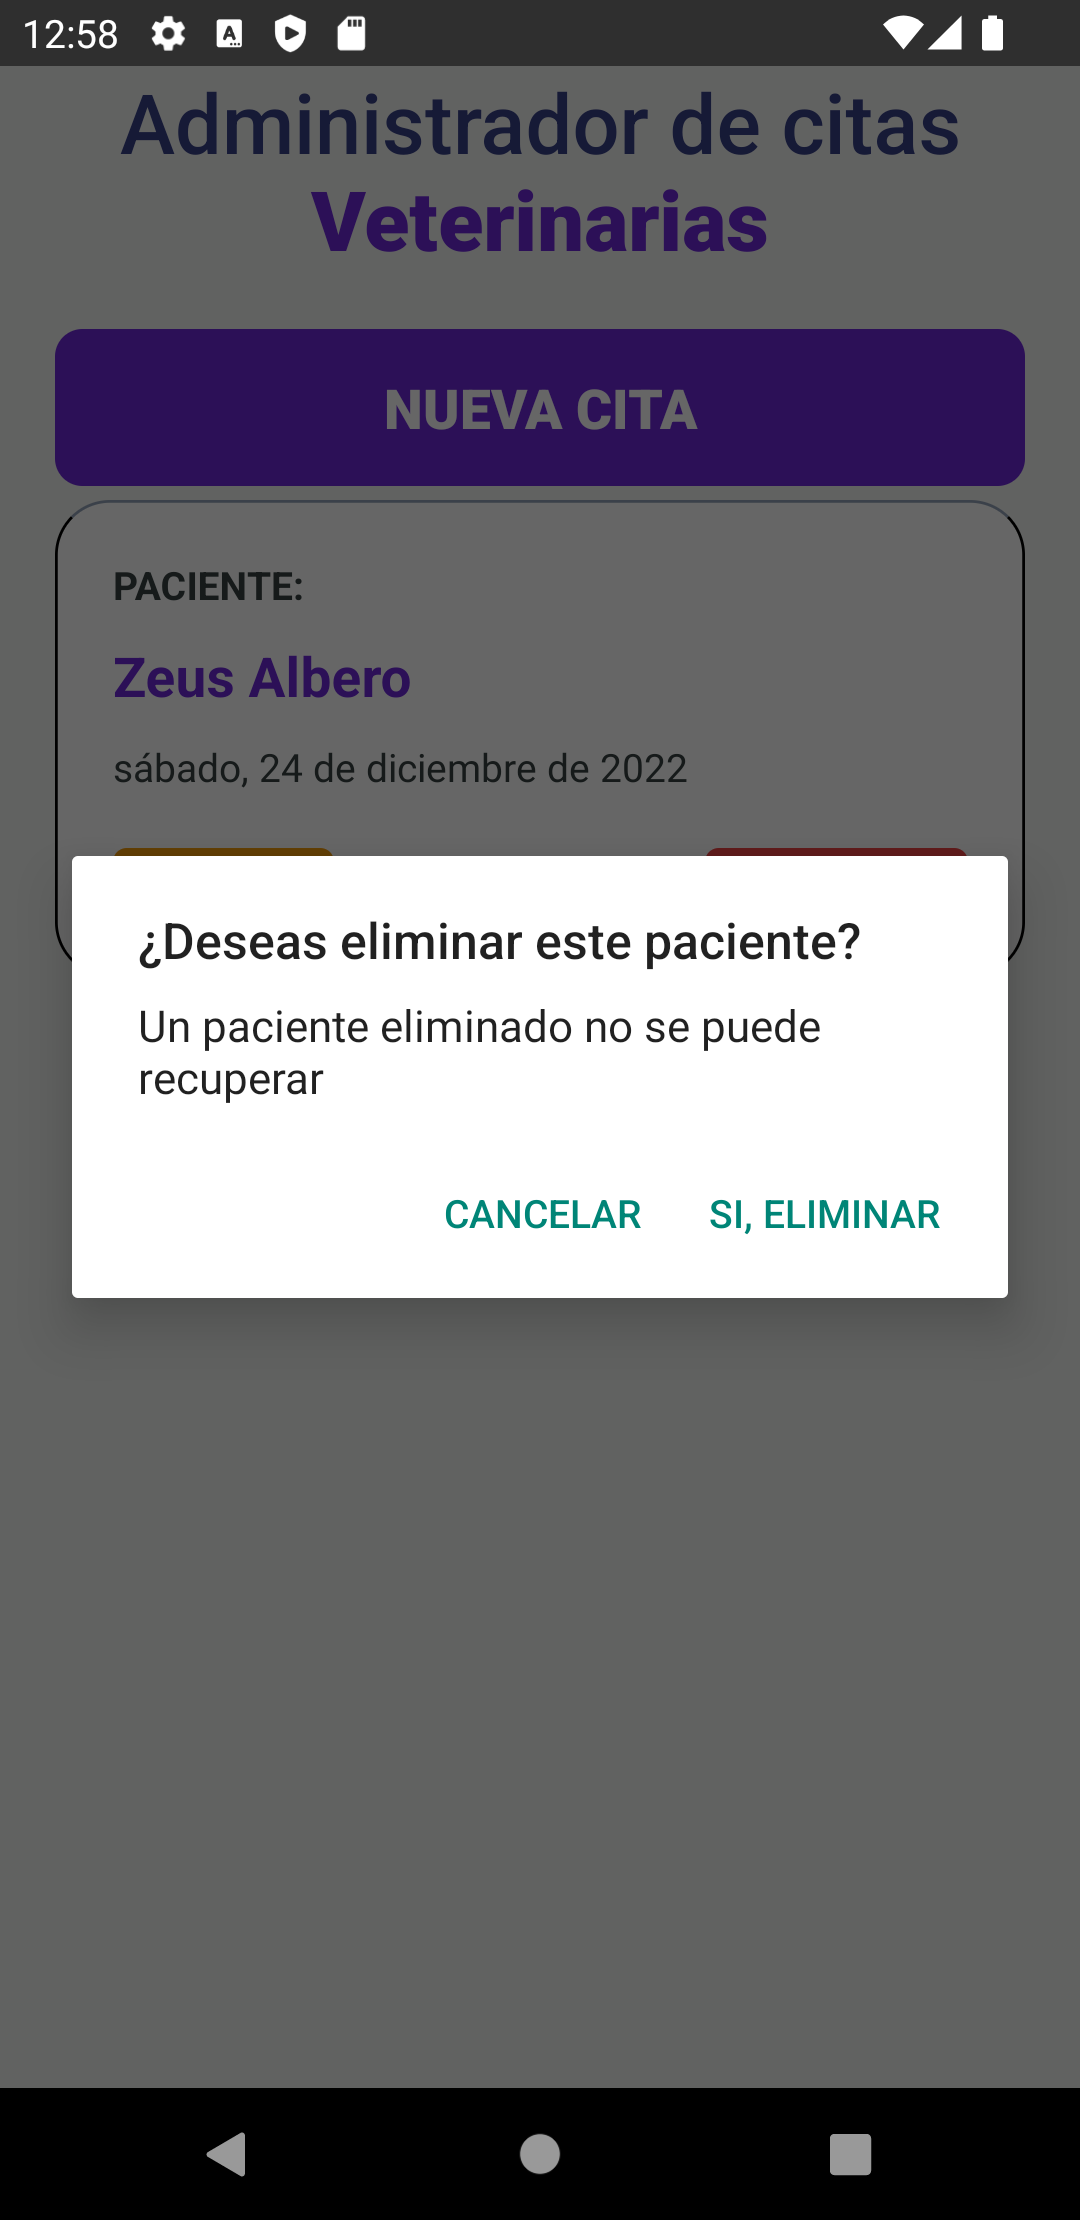 12:58
Administrador de citas
Veterinarias
NUEVA CITA
PACIENTE:
Zeus Albero
sábado, 24 de diciembre de 2022
¿Deseas eliminar este paciente?
Un paciente eliminado no se puede
recuperar
CANCELAR SI, ELIMINAR